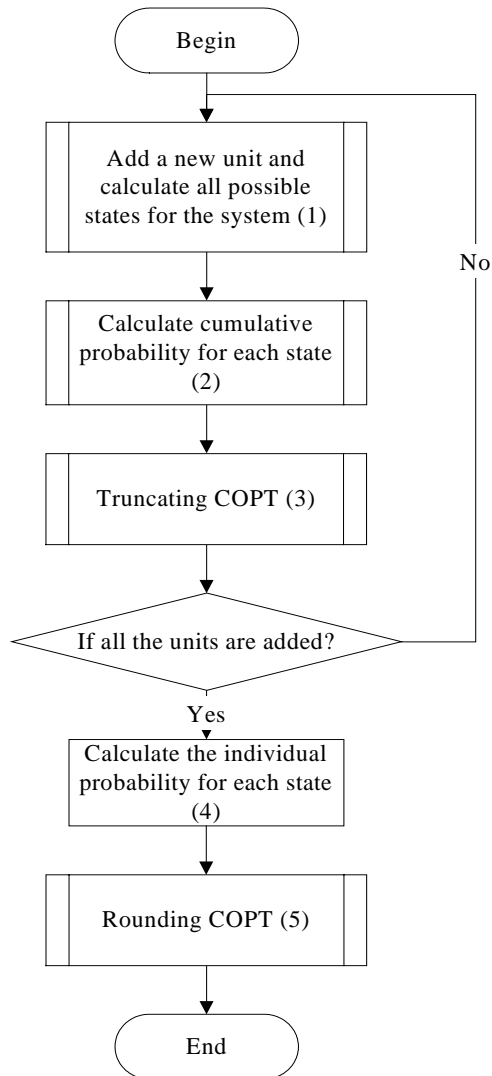 Begin
Add a new unit and
calculate all possible
states for the system (1)
No
Calculate cumulative
probability for each state
(2)
Truncating COPT (3)
If all the units are added?
Yes
Calculate the individual
probability for each state
(4)
Rounding COPT (5)
End